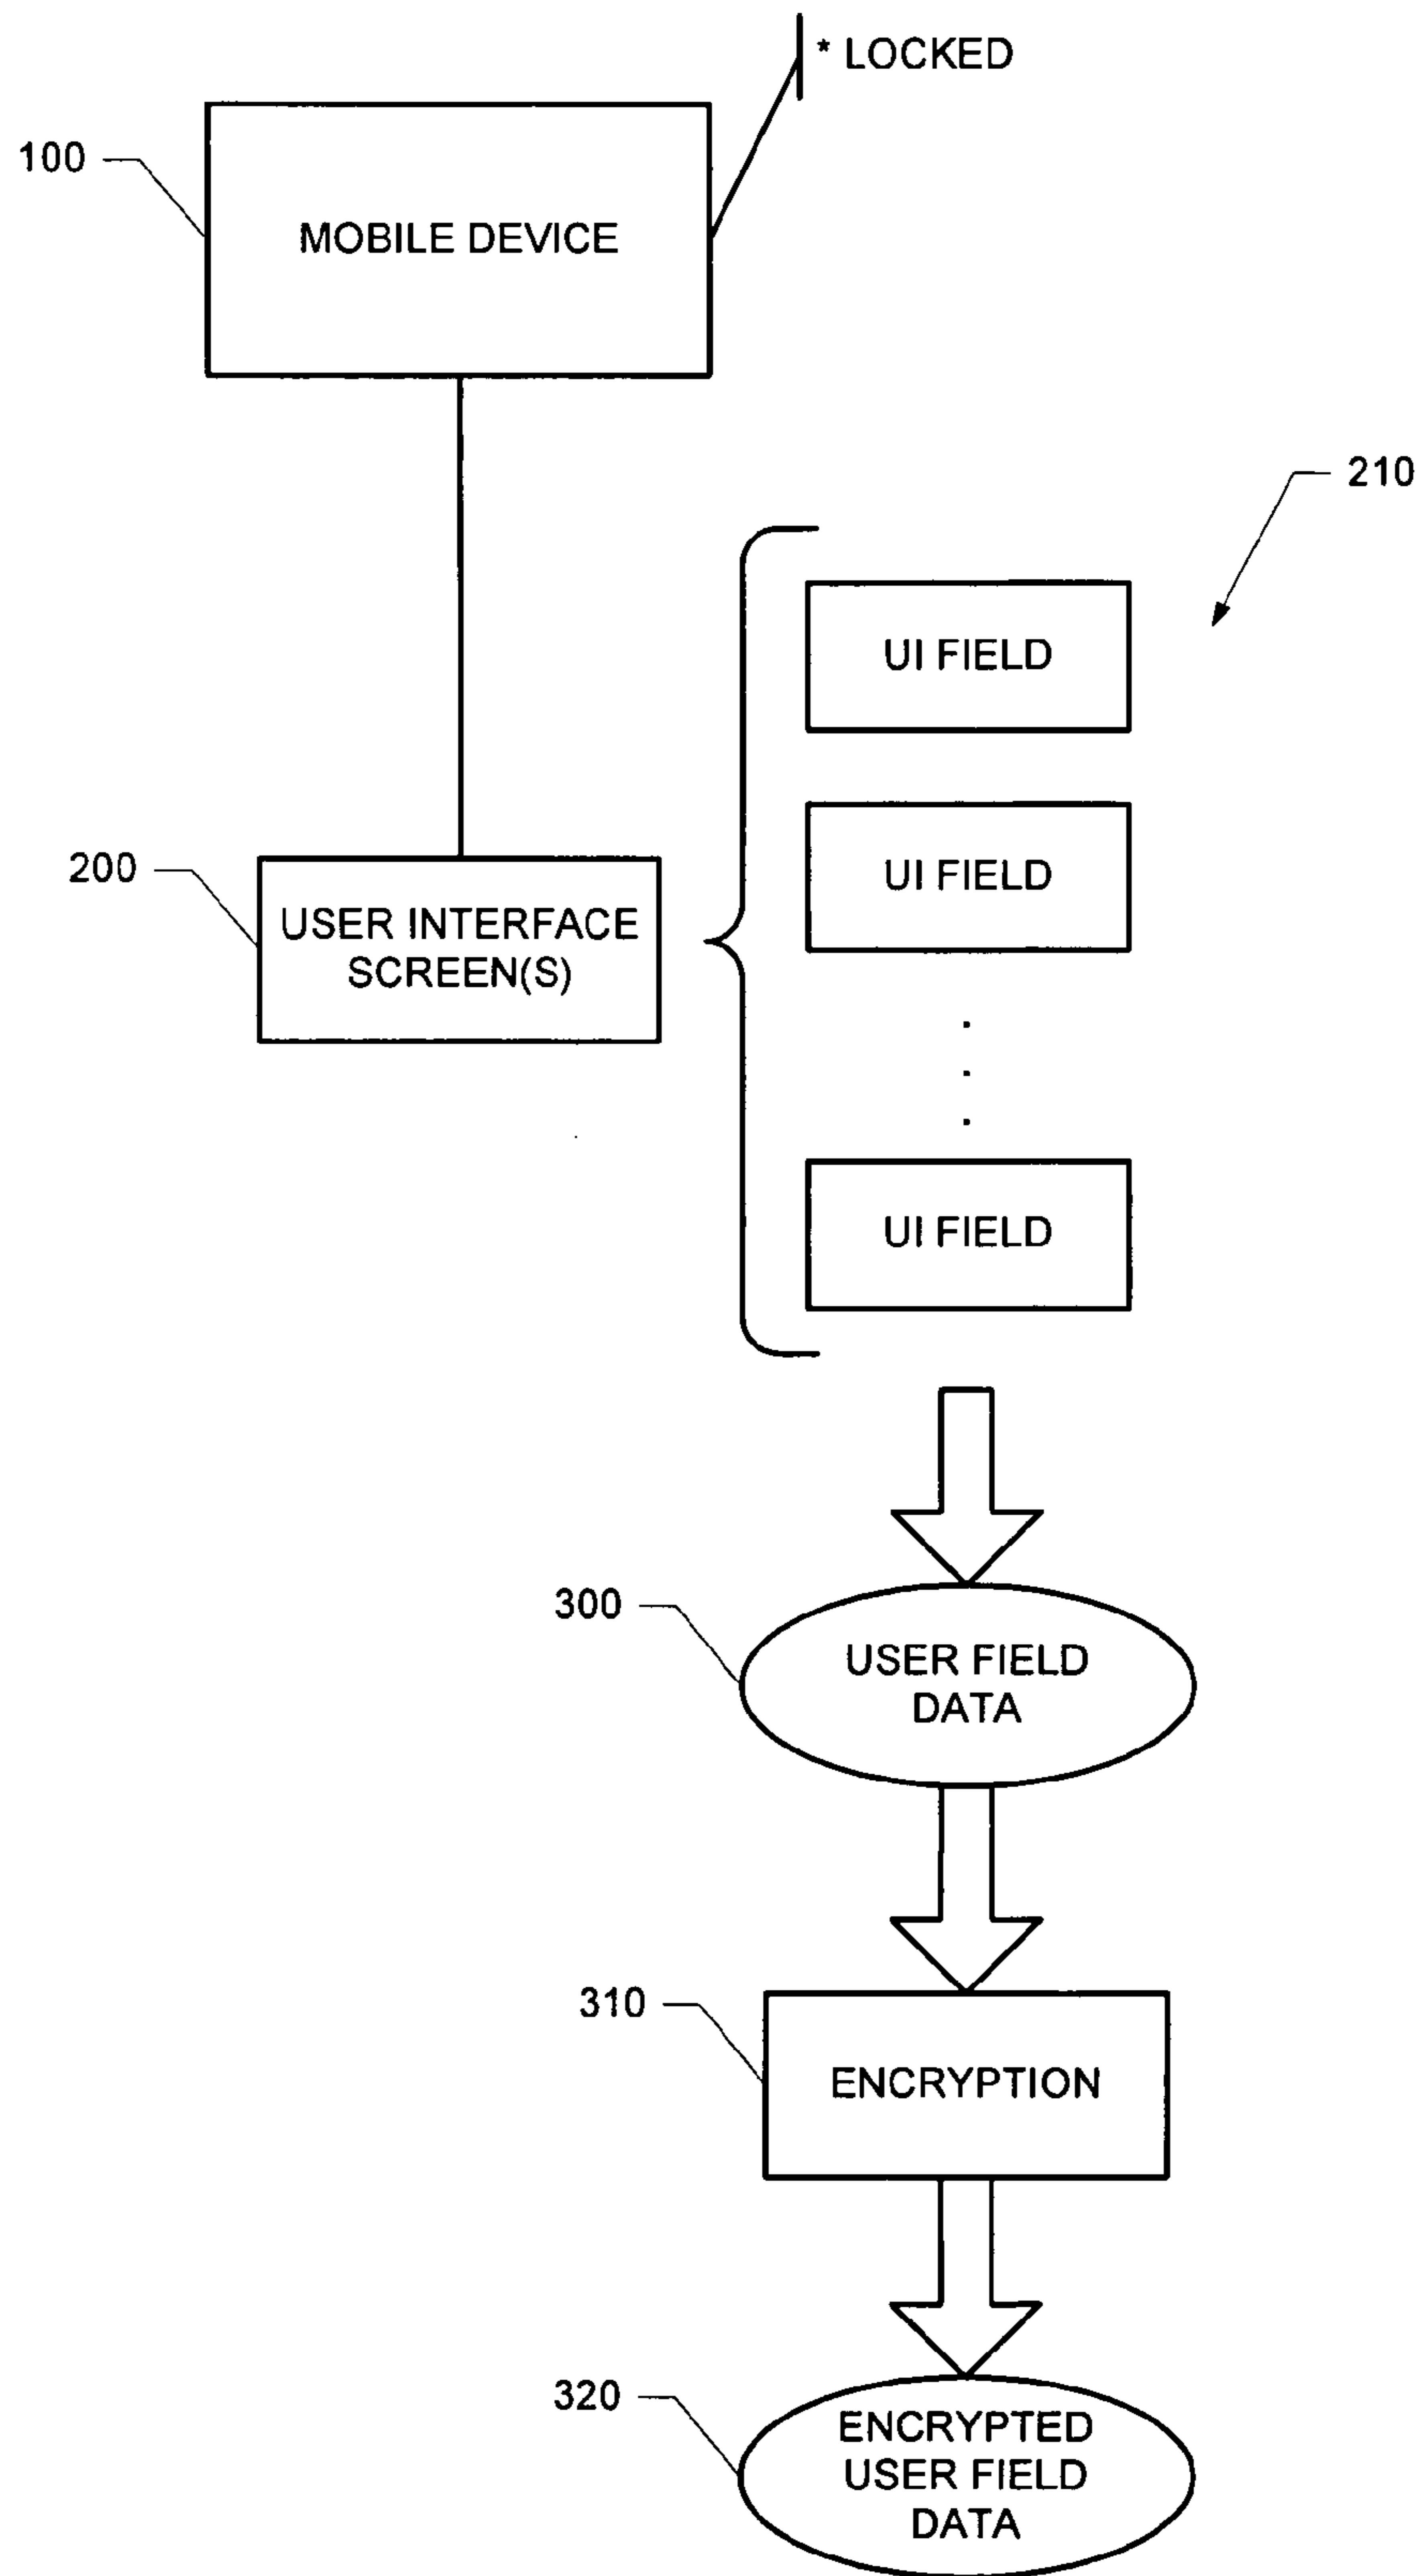 * LOCKED
100
MOBILE DEVICE
210
UI FIELD
200
USER INTERFACE
SCREEN(S)
UI FIELD
.
.
.
UI FIELD
300
USER FIELD
DATA
310
ENCRYPTION
320
ENCRYPTED
USER FIELD
DATA